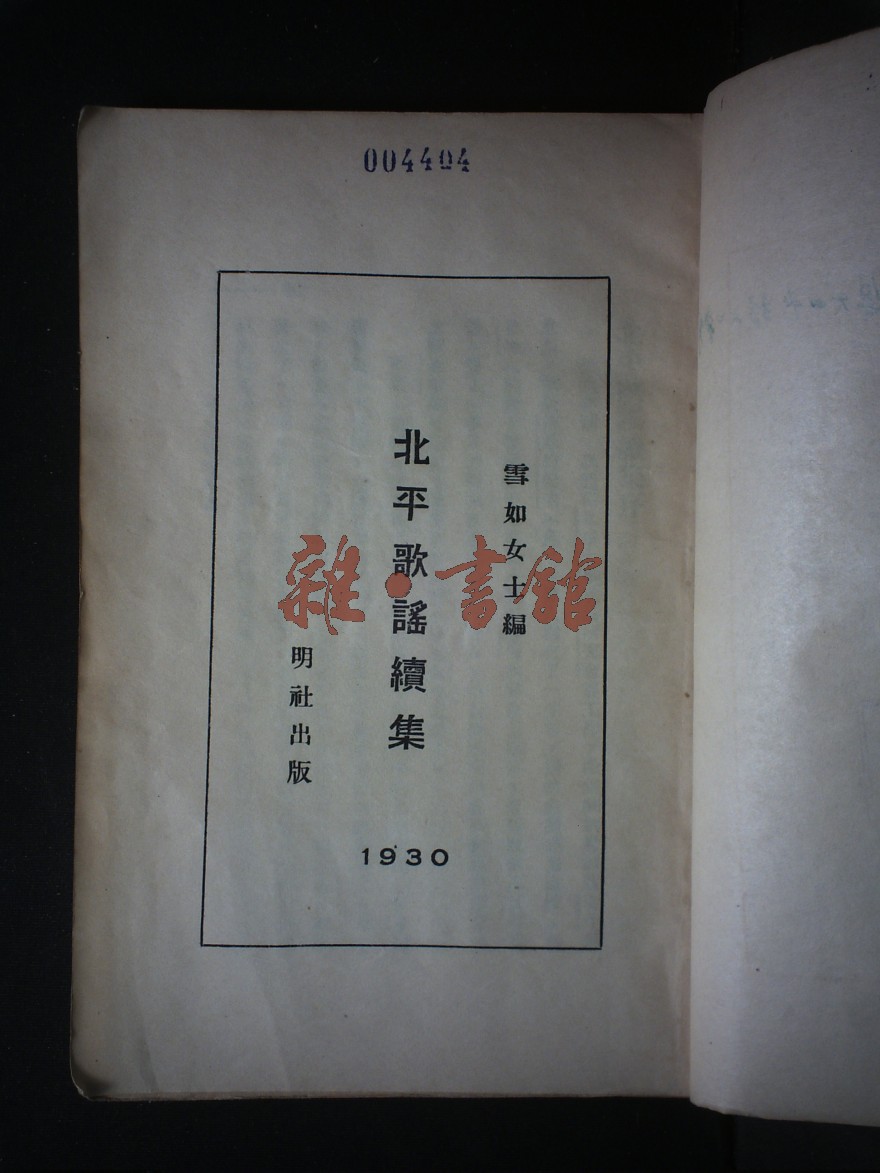 004404
雪如女士編
北平歌謠續集
明社出版
1930
雜·書館